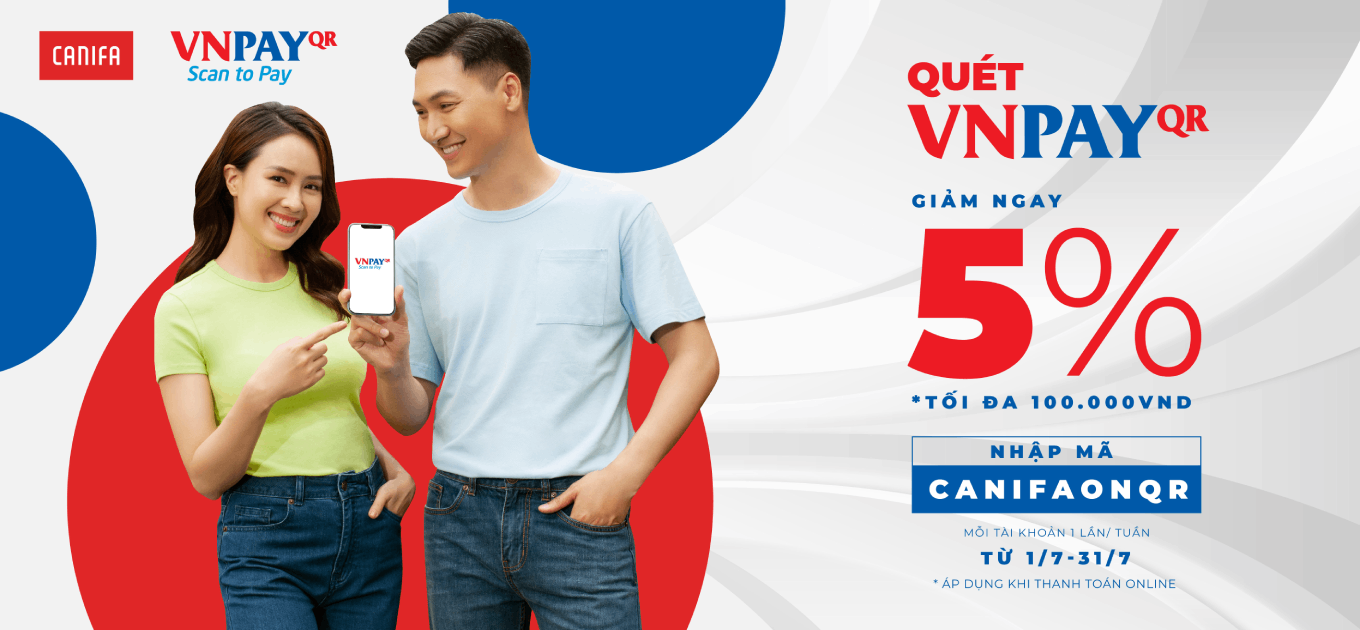 CANIFA
VNPAYQR
Scan to Pay
VNPAYQR
Scan to Pay
QUÉT
VNPAYQR
GIẢM NGAY
5%
*TỐI ĐA 100.000VND
NHẬP MÃ
CANIFAONQR
MỖI TÀI KHOẢN 1 LẦN/ TUẦN
TỪ 1/7-31/7
* ÁP DỤNG KHI THANH TOÁN ONLINE